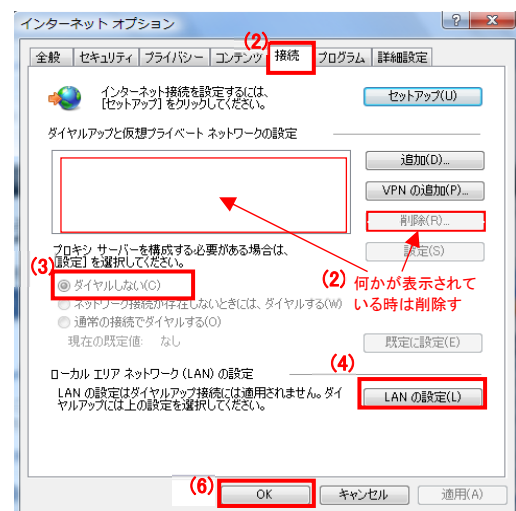 インターネット オプション
(2)
全般 セキュリティ プライバシー コンテンツ 接続 プログラム 詳細設定
インターネット接続を設定するには、
[セットアップ] をクリックしてください。
セットアップ(U)
ダイヤルアップと仮想プライベート ネットワークの設定
追加(D)...
VPN の追加(P)...
削除(R)...
プロキシ サーバーを構成する必要がある場合は、
[設定] を選択してください。
設定(S)
(3)
(2) 何かが表示されて
いる時は削除す
ダイヤルしない(C)
ネットワーク接続が存在しないときには、ダイヤルする(W)
通常の接続でダイヤルする(O)
現在の既定値: なし
既定に設定(E)
ローカル エリア ネットワーク (LAN) の設定
(4)
LAN の設定はダイヤルアップ接続には適用されません。ダイ
ヤルアップには上の設定を選択してください。
LAN の設定(L)
(6)
OK キャンセル 適用(A)